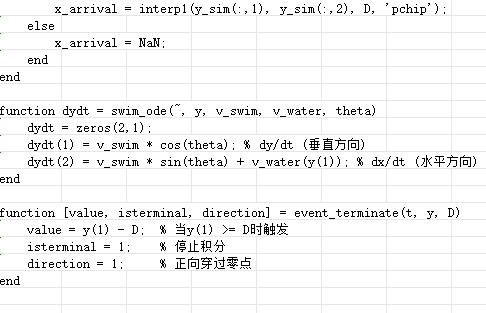 x_arrival = interp1(y_sim(:,1), y_sim(:,2), D, 'pchip');
else
x_arrival = NaN;
end
end
function dydt = swim_ode(~, y, v_swim, v_water, theta)
dydt = zeros(2,1);
dydt(1) = v_swim * cos(theta); % dy/dt (垂直方向)
dydt(2) = v_swim * sin(theta) + v_water(y(1)); % dx/dt (水平方向)
end
function [value, isterminal, direction] = event_terminate(t, y, D)
value = y(1) - D; % 当y(1) >= D时触发
isterminal = 1; % 停止积分
direction = 1; % 正向穿过零点
end